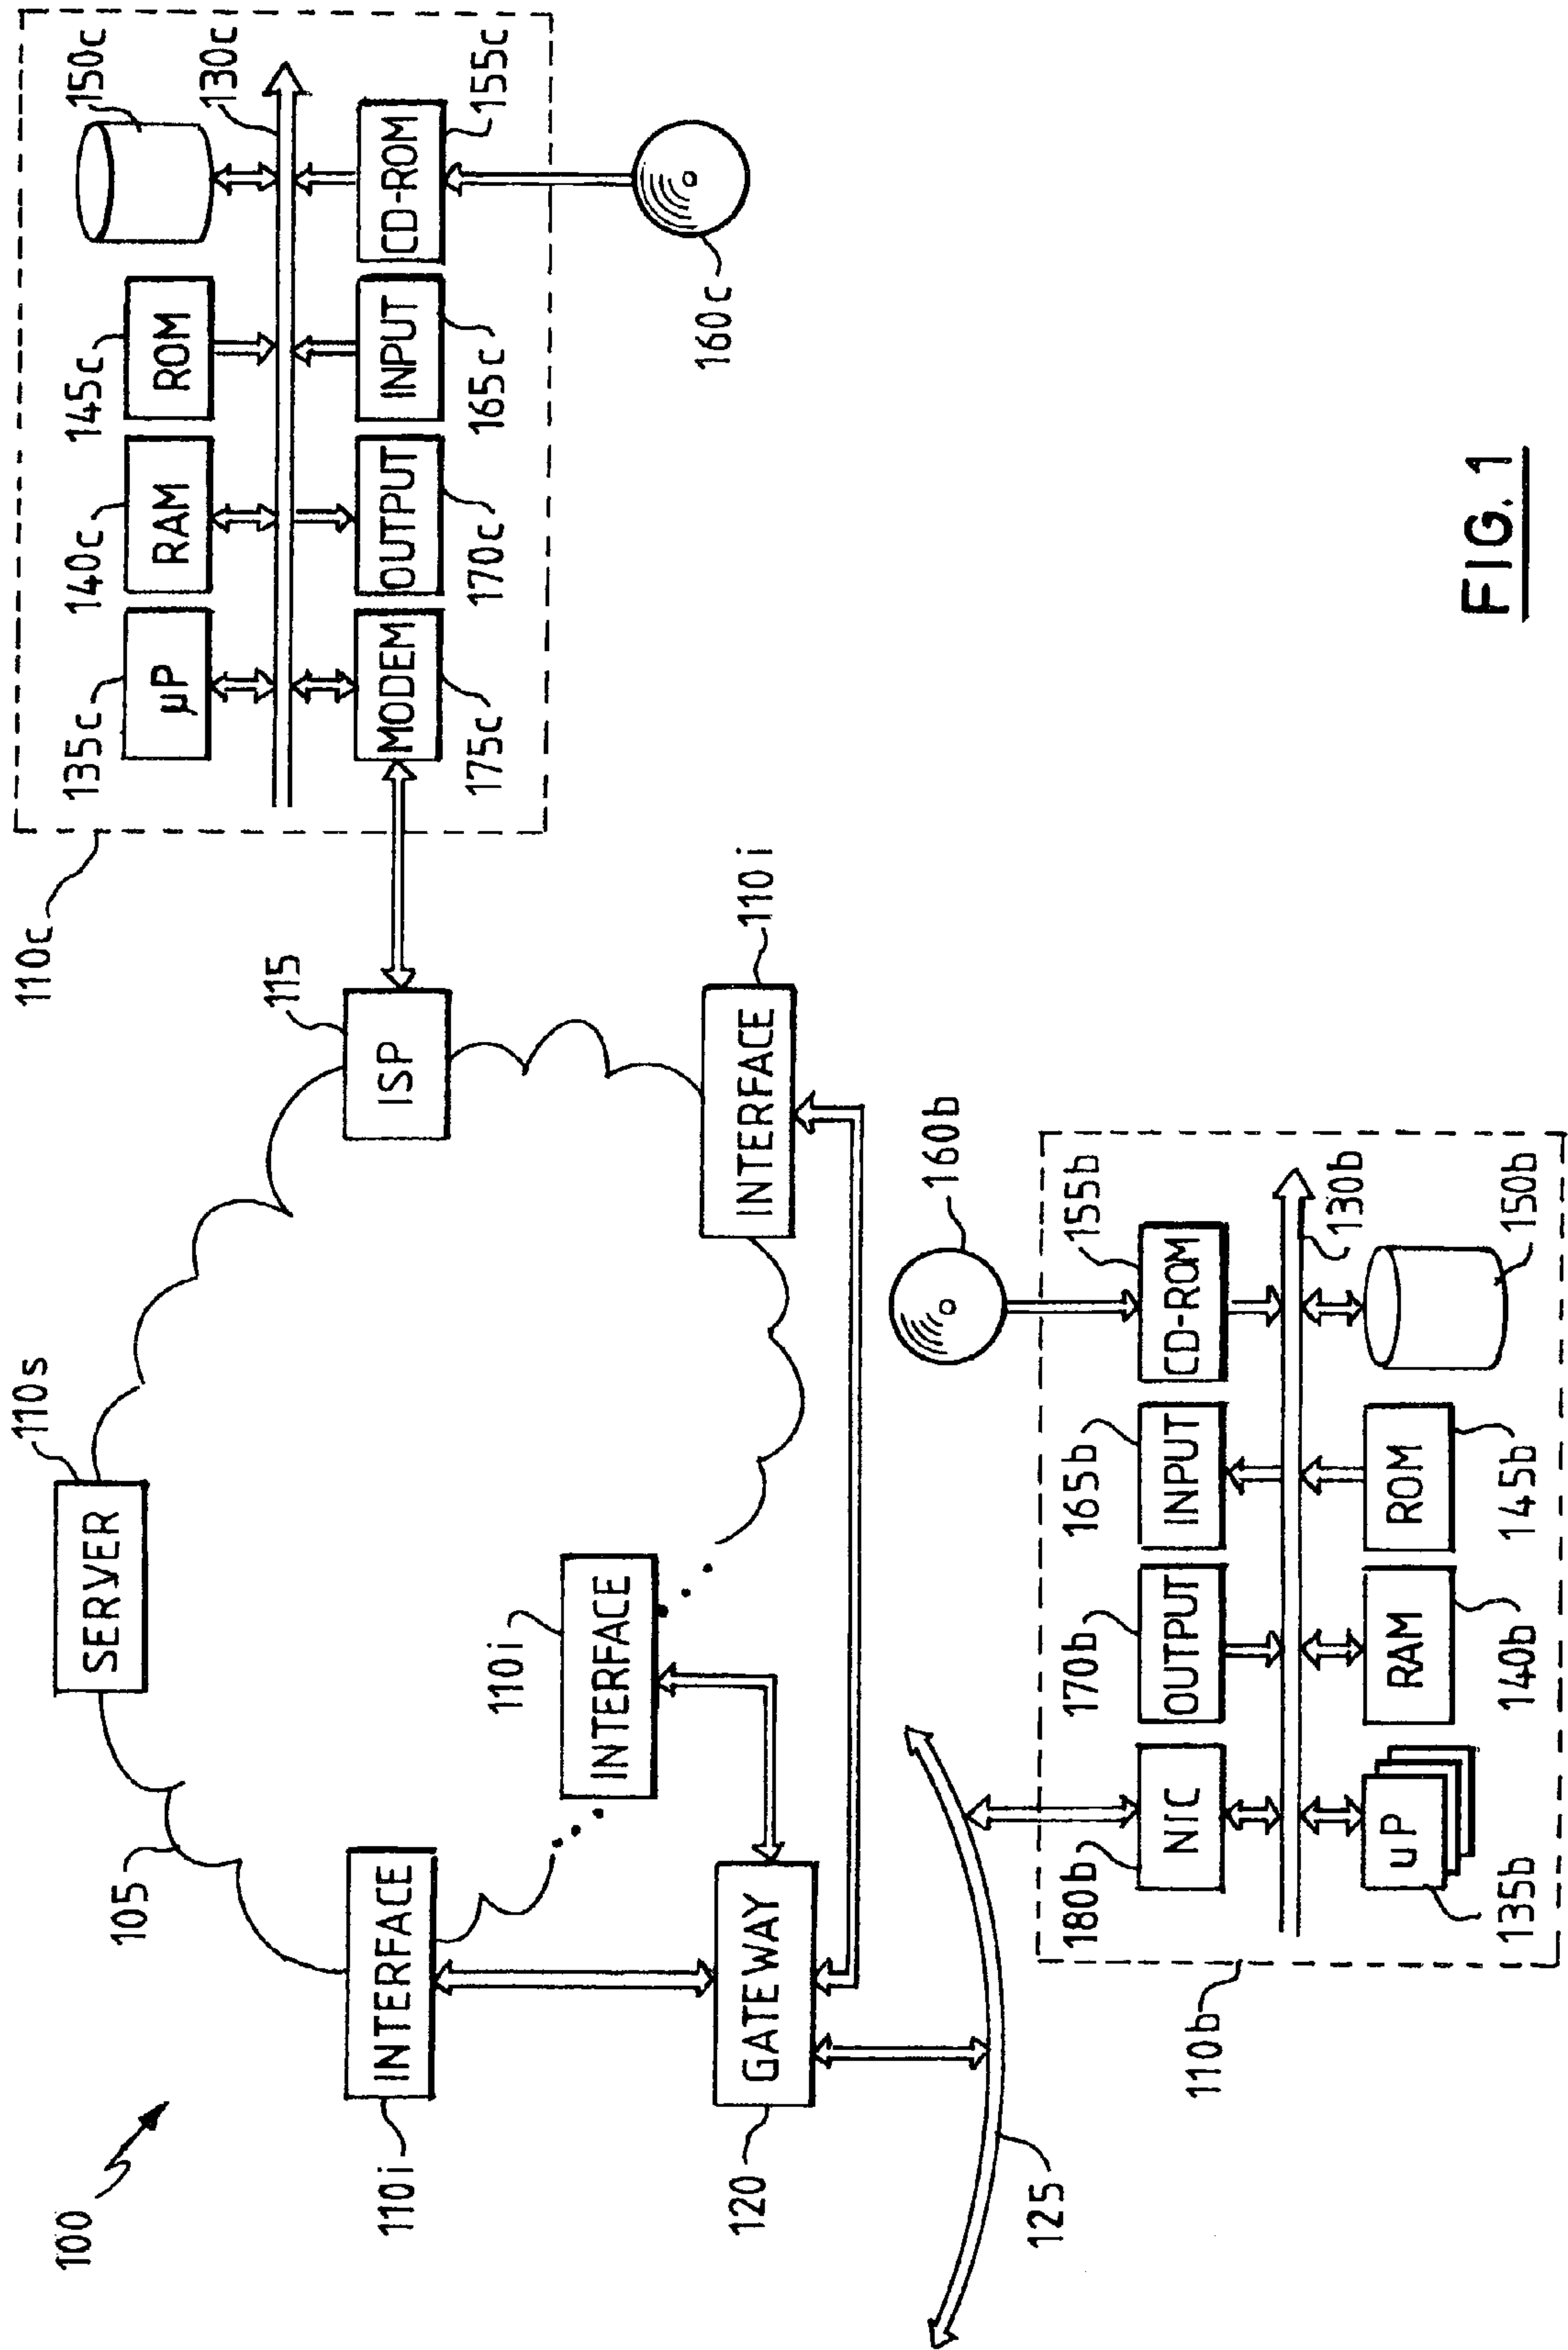 100
105
SERVER
110s
ISP
115
INTERFACE
110i
INTERFACE
110i
INTERFACE
110i
GATEWAY
120
125
110c
135c
µP
140c
RAM
145c
ROM
150c
130c
MODEM
175c
OUTPUT
170c
INPUT
165c
CD-ROM
155c
160c
110b
180b
NIC
170b
OUTPUT
165b
INPUT
155b
CD-ROM
160b
130b
uP
135b
RAM
140b
ROM
145b
150b
FIG. 1